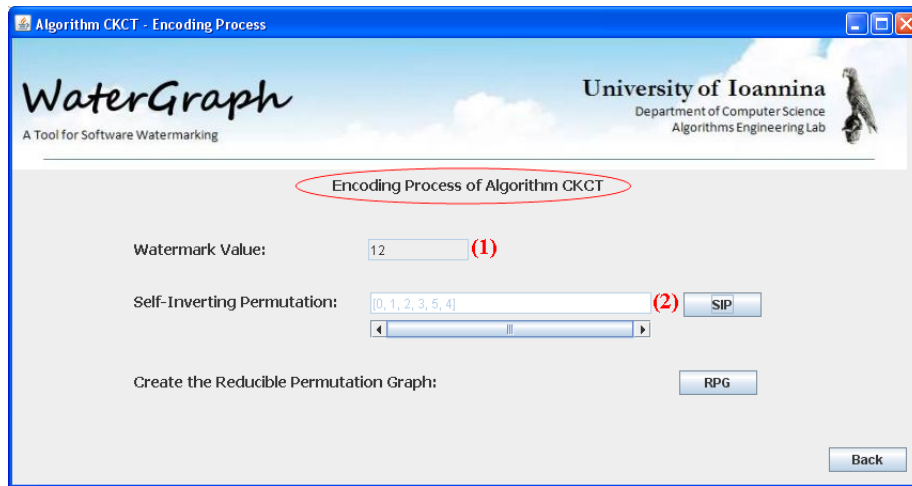 Algorithm CKCT - Encoding Process
WaterGraph
A Tool for Software Watermarking
University of Ioannina
Department of Computer Science
Algorithms Engineering Lab
Encoding Process of Algorithm CKCT
Watermark Value: 12 (1)
Self-Inverting Permutation: [0, 1, 2, 3, 5, 4] (2) SIP
Create the Reducible Permutation Graph: RPG
Back